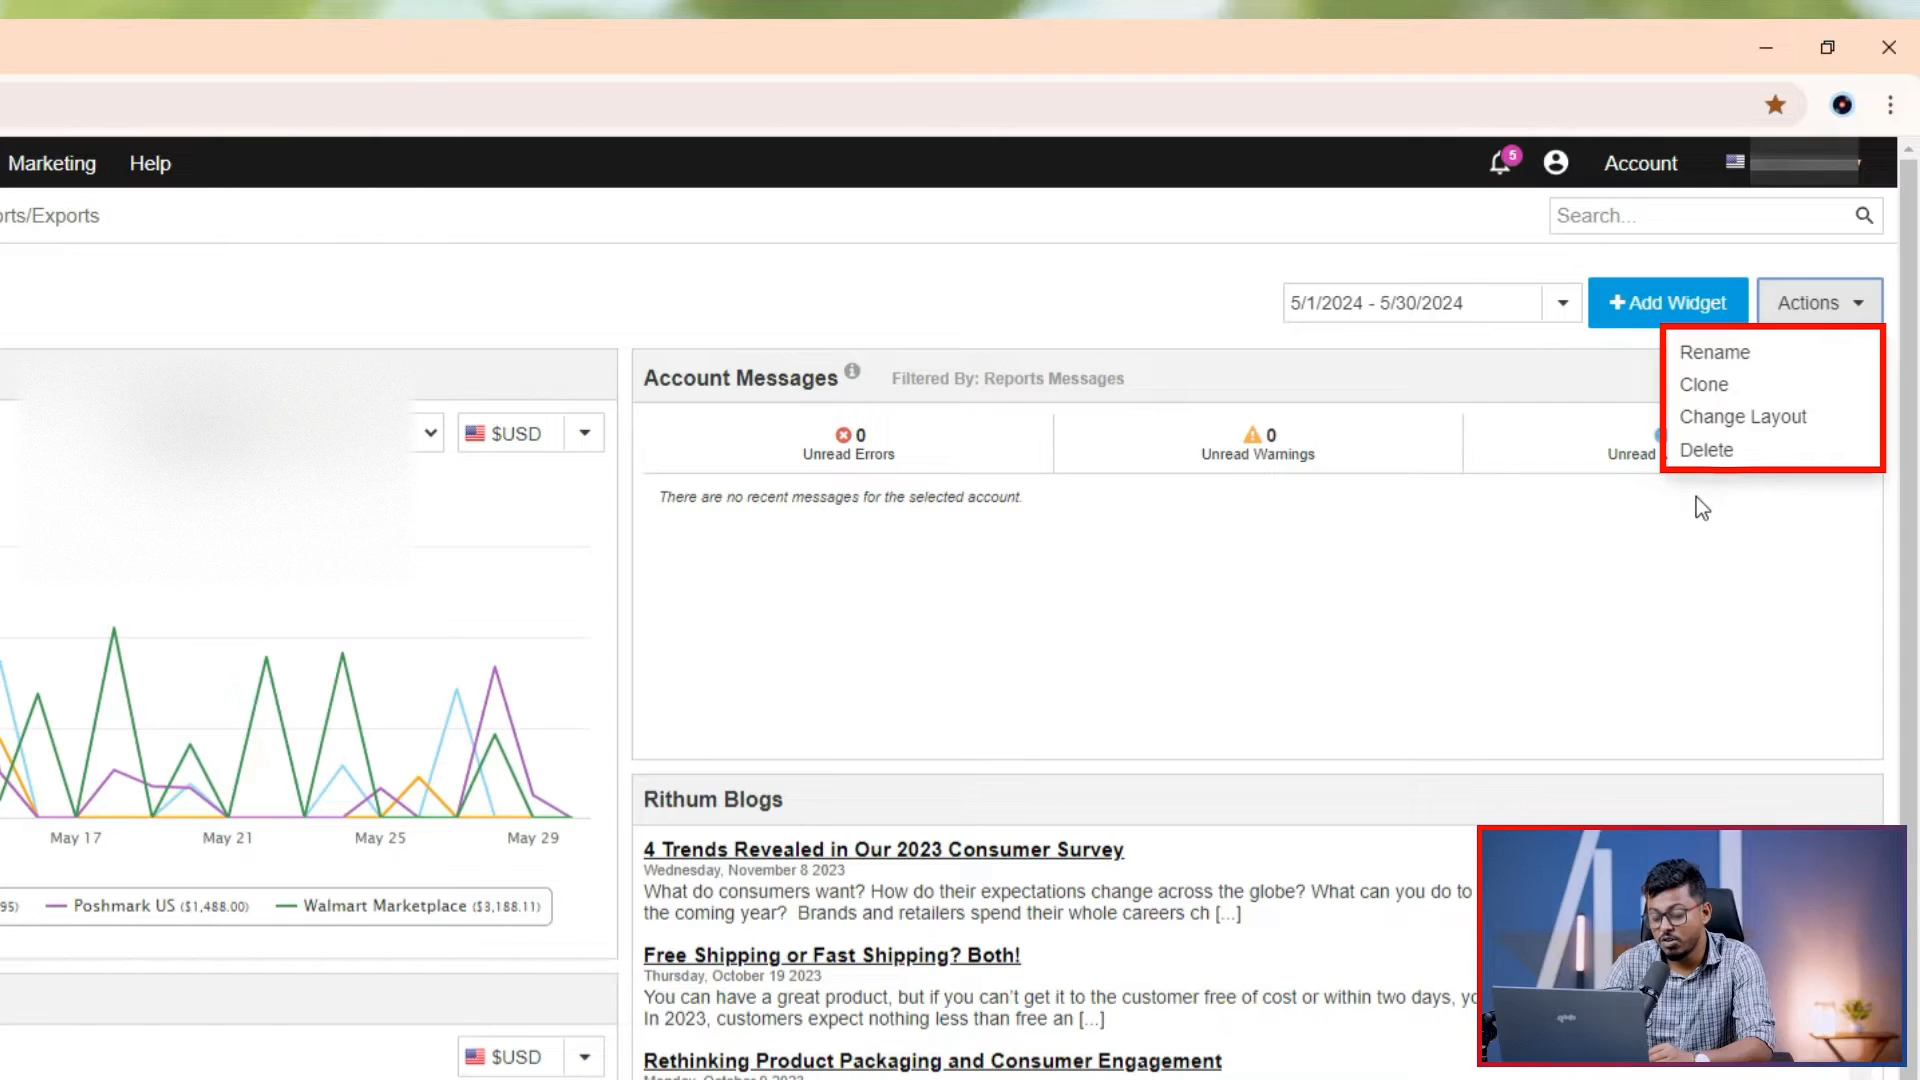 Marketing Help
5
Account
orts/Exports
Search...
5/1/2024 - 5/30/2024
Add Widget
Actions
Rename
Clone
Change Layout
Delete
Account Messages
Filtered By: Reports Messages
$USD
0
Unread Errors
0
Unread Warnings
Unread
There are no recent messages for the selected account.
May 17 May 21 May 25 May 29
95) Poshmark US ($1,488.00) Walmart Marketplace ($3,188.11)
$USD
Rithum Blogs
4 Trends Revealed in Our 2023 Consumer Survey
Wednesday, November 8 2023
What do consumers want? How do their expectations change across the globe? What can you do to
the coming year? Brands and retailers spend their whole careers ch [...]
Free Shipping or Fast Shipping? Both!
Thursday, October 19 2023
You can have a great product, but if you can't get it to the customer free of cost or within two days, yo
In 2023, customers expect nothing less than free an [...]
Rethinking Product Packaging and Consumer Engagement
Monday, October 9 2023